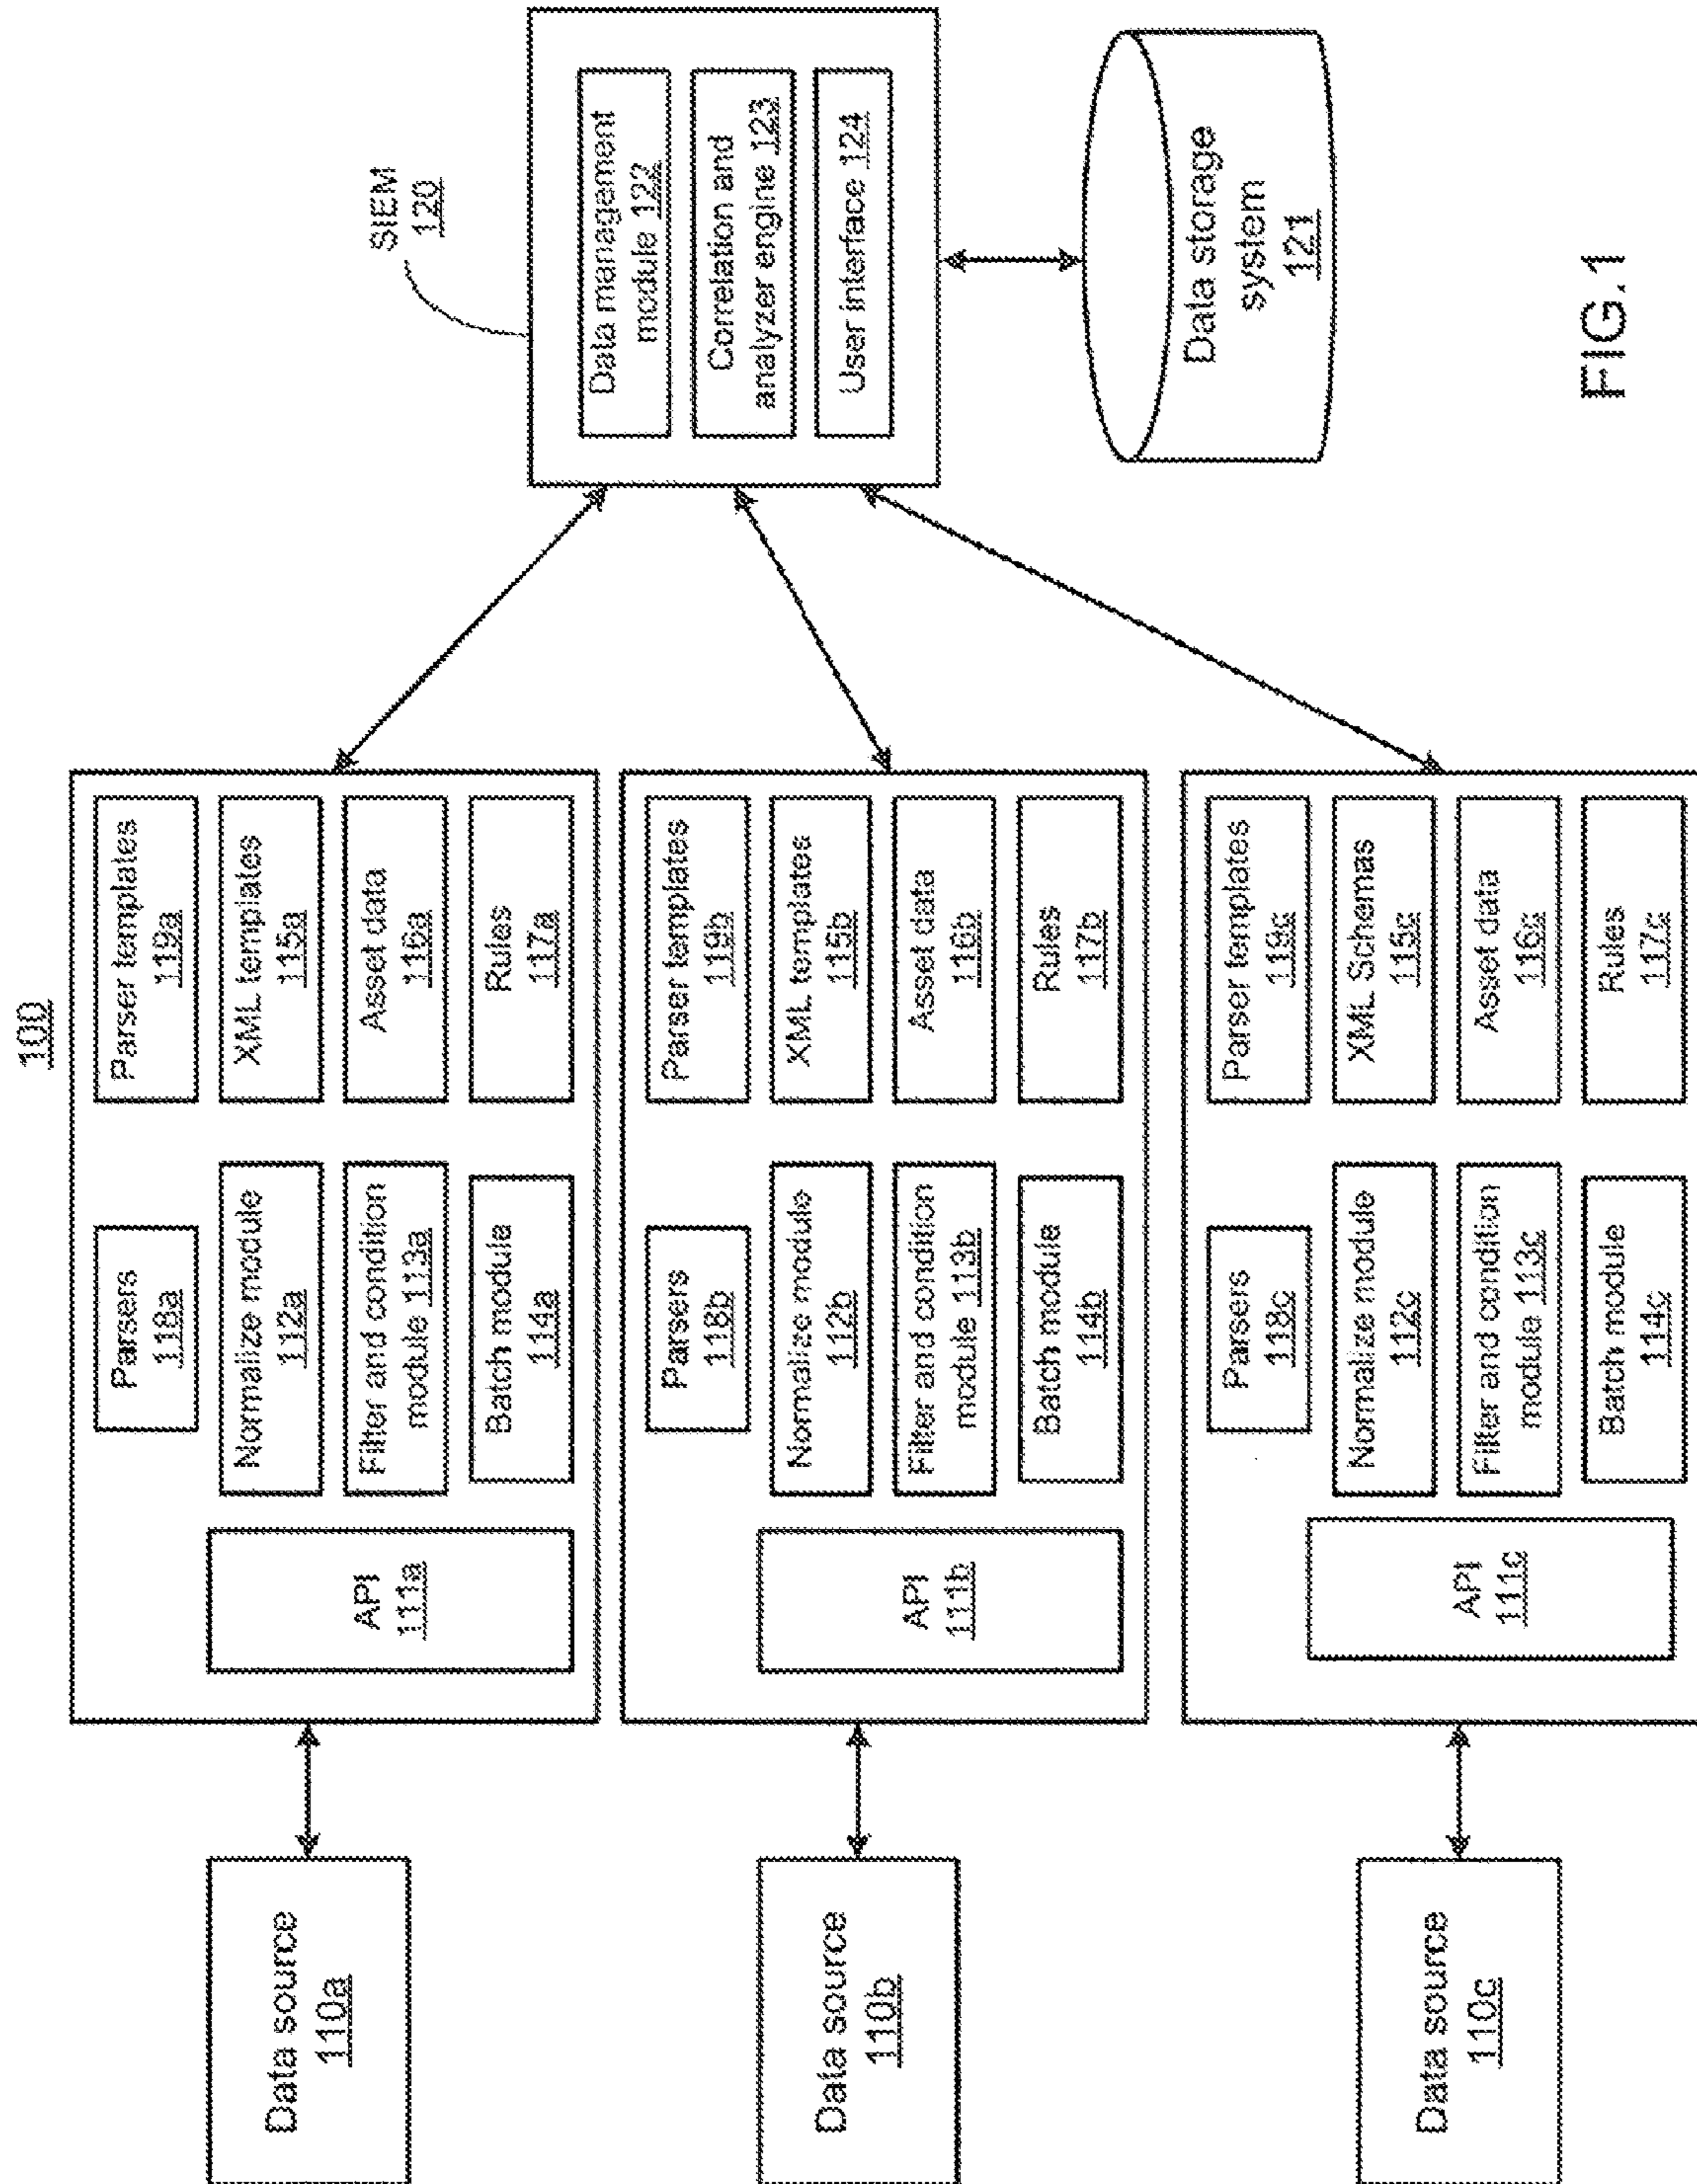 100
Data source
110a
API
111a
Parsers
118a
Normalize module
112a
Filter and condition
module 113a
Batch module
114a
Parser templates
119a
XML templates
115a
Asset data
116a
Rules
117a
Data source
110b
API
111b
Parsers
118b
Normalize module
112b
Filter and condition
module 113b
Batch module
114b
Parser templates
119b
XML templates
115b
Asset data
116b
Rules
117b
Data source
110c
API
111c
Parsers
118c
Normalize module
112c
Filter and condition
module 113c
Batch module
114c
Parser templates
119c
XML Schemas
115c
Asset data
116c
Rules
117c
SIEM
120
Data management
module 122
Correlation and
analyzer engine 123
User interface 124
Data storage
system
121
FIG.1